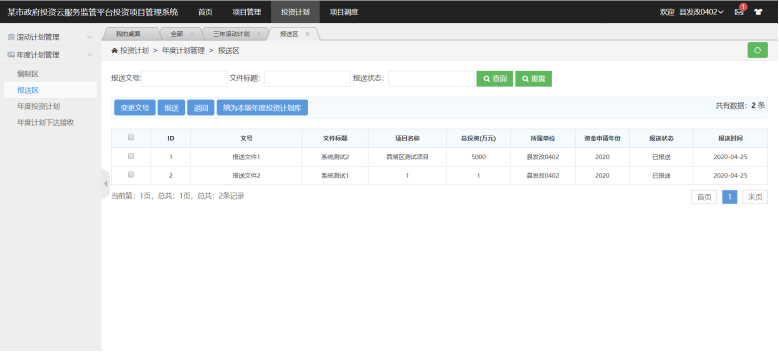 某市政府投资云服务监管平台投资项目管理系统 首页 项目管理 投资计划 项目调度 欢迎 县发改0402 1
滚动计划管理 我的桌面 全部 × 三年滚动计划 × 报送区 ×
年度计划管理 投资计划 > 年度计划管理 > 报送区
编制区
报送区
年度投资计划
年度计划下达接收
报送文号: 文件标题: 报送状态: 查询 重置
变更文号 报送 退回 纳为本级年度投资计划库 共有数据: 2 条
ID 文号 文件标题 项目名称 总投资(万元) 所属单位 资金申请年份 报送状态 报送时间
1 报送文件1 系统测试2 西湖区测试项目 5000 县发改0402 2020 已报送 2020-04-25
2 报送文件2 系统测试1 1 1 县发改0402 2020 已报送 2020-04-25
当前第: 1页, 总共: 1页, 总共: 2条记录 首页 1 末页